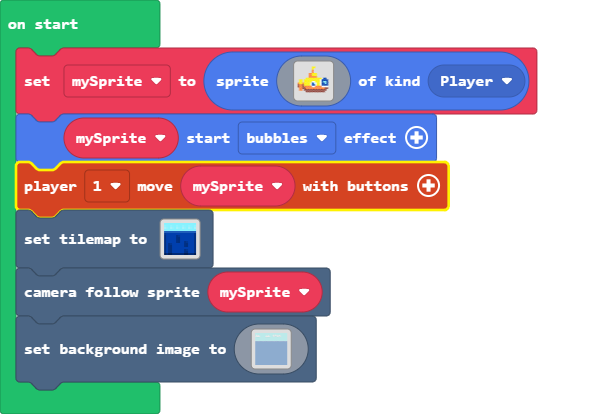 on start
set mySprite to sprite of kind Player
mySprite start bubbles effect
player 1 move mySprite with buttons
set tilemap to
camera follow sprite mySprite
set background image to